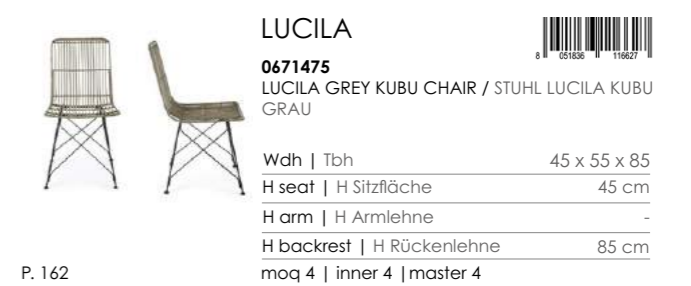 LUCILA
8 051836 116627
0671475
LUCILA GREY KUBU CHAIR / STUHL LUCILA KUBU
GRAU
Wdh | Tbh 45 x 55 x 85
H seat | H Sitzfläche 45 cm
H arm | H Armlehne -
H backrest | H Rückenlehne 85 cm
P. 162 moq 4 | inner 4 |master 4